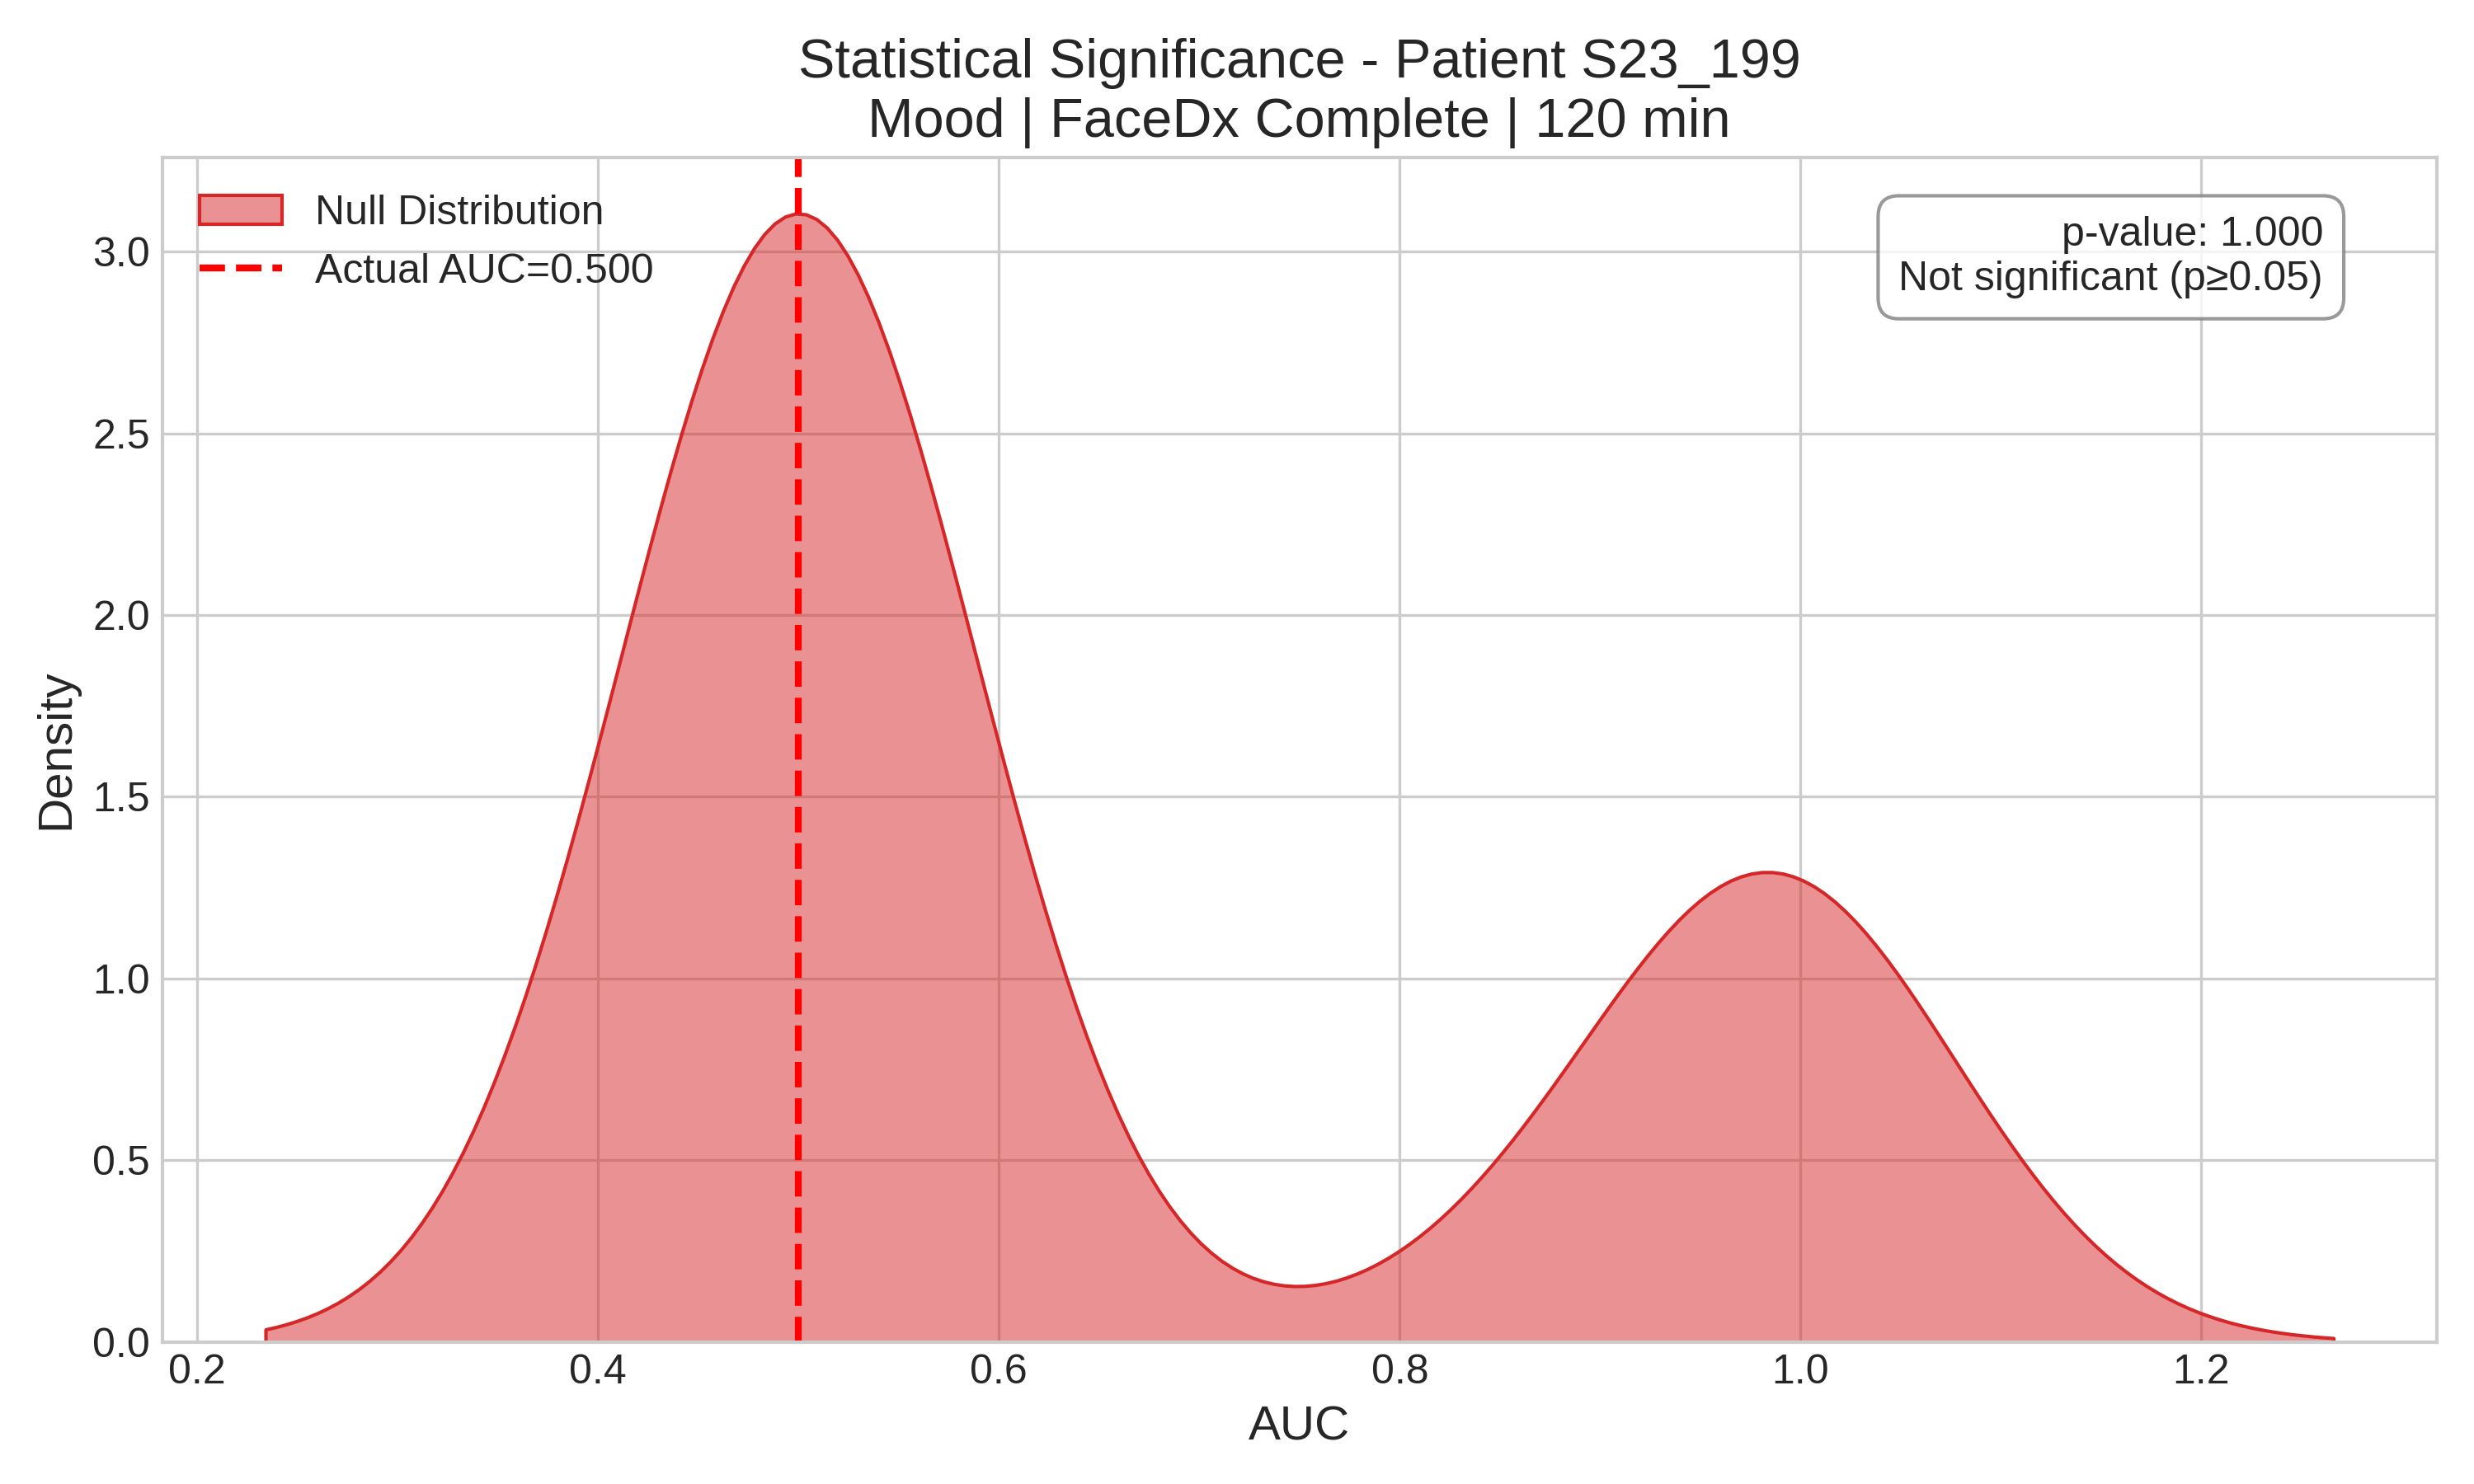 Statistical Significance - Patient S23_199
Mood | FaceDx Complete | 120 min
Null Distribution
Actual AUC=0.500
p-value: 1.000
Not significant (p≥0.05)
Density
3.0
2.5
2.0
1.5
1.0
0.5
0.0
0.2 0.4 0.6 0.8 1.0 1.2
AUC